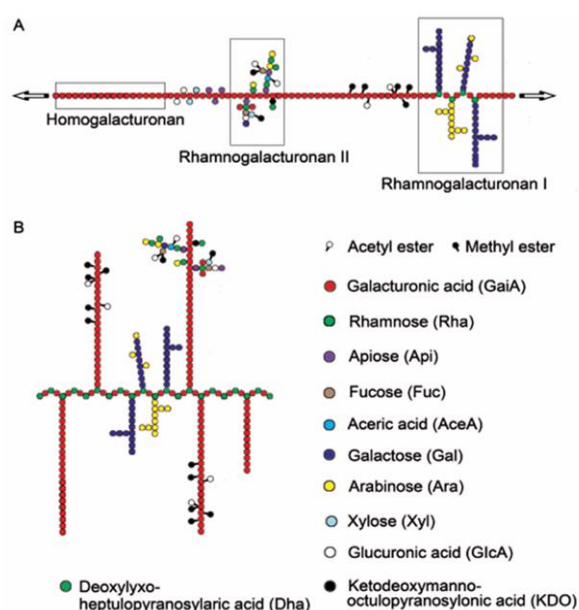 A
Homogalacturonan
Rhamnogalacturonan II
Rhamnogalacturonan I
B
Acetyl ester
Methyl ester
Galacturonic acid (GaiA)
Rhamnose (Rha)
Apiose (Api)
Fucose (Fuc)
Aceric acid (AceA)
Galactose (Gal)
Arabinose (Ara)
Xylose (Xyl)
Glucuronic acid (GlcA)
Deoxylyxo-
heptulopyranosylaric acid (Dha)
Ketodeoxymanno-
octulopyranosylonic acid (KDO)